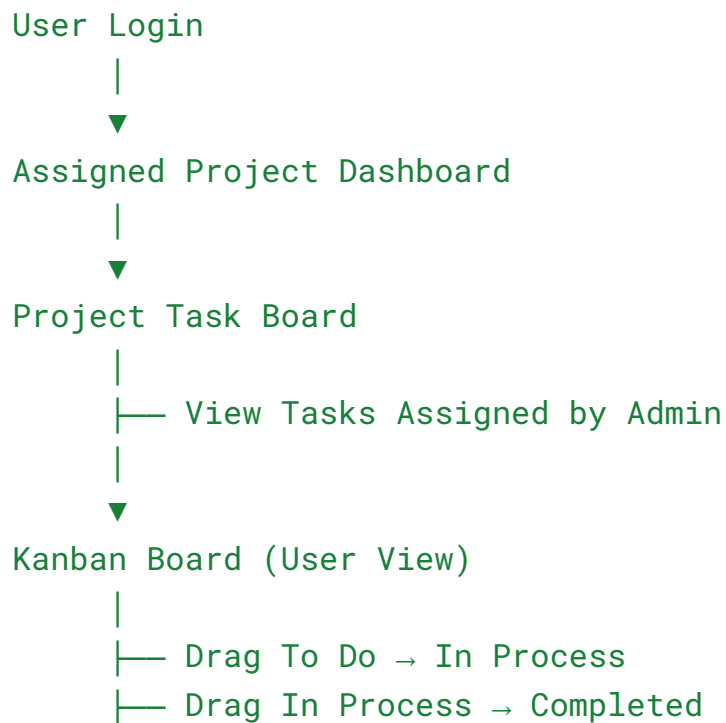 User Login
│
▼
Assigned Project Dashboard
│
▼
Project Task Board
│
├── View Tasks Assigned by Admin
│
▼
Kanban Board (User View)
│
├── Drag To Do → In Process
├── Drag In Process → Completed